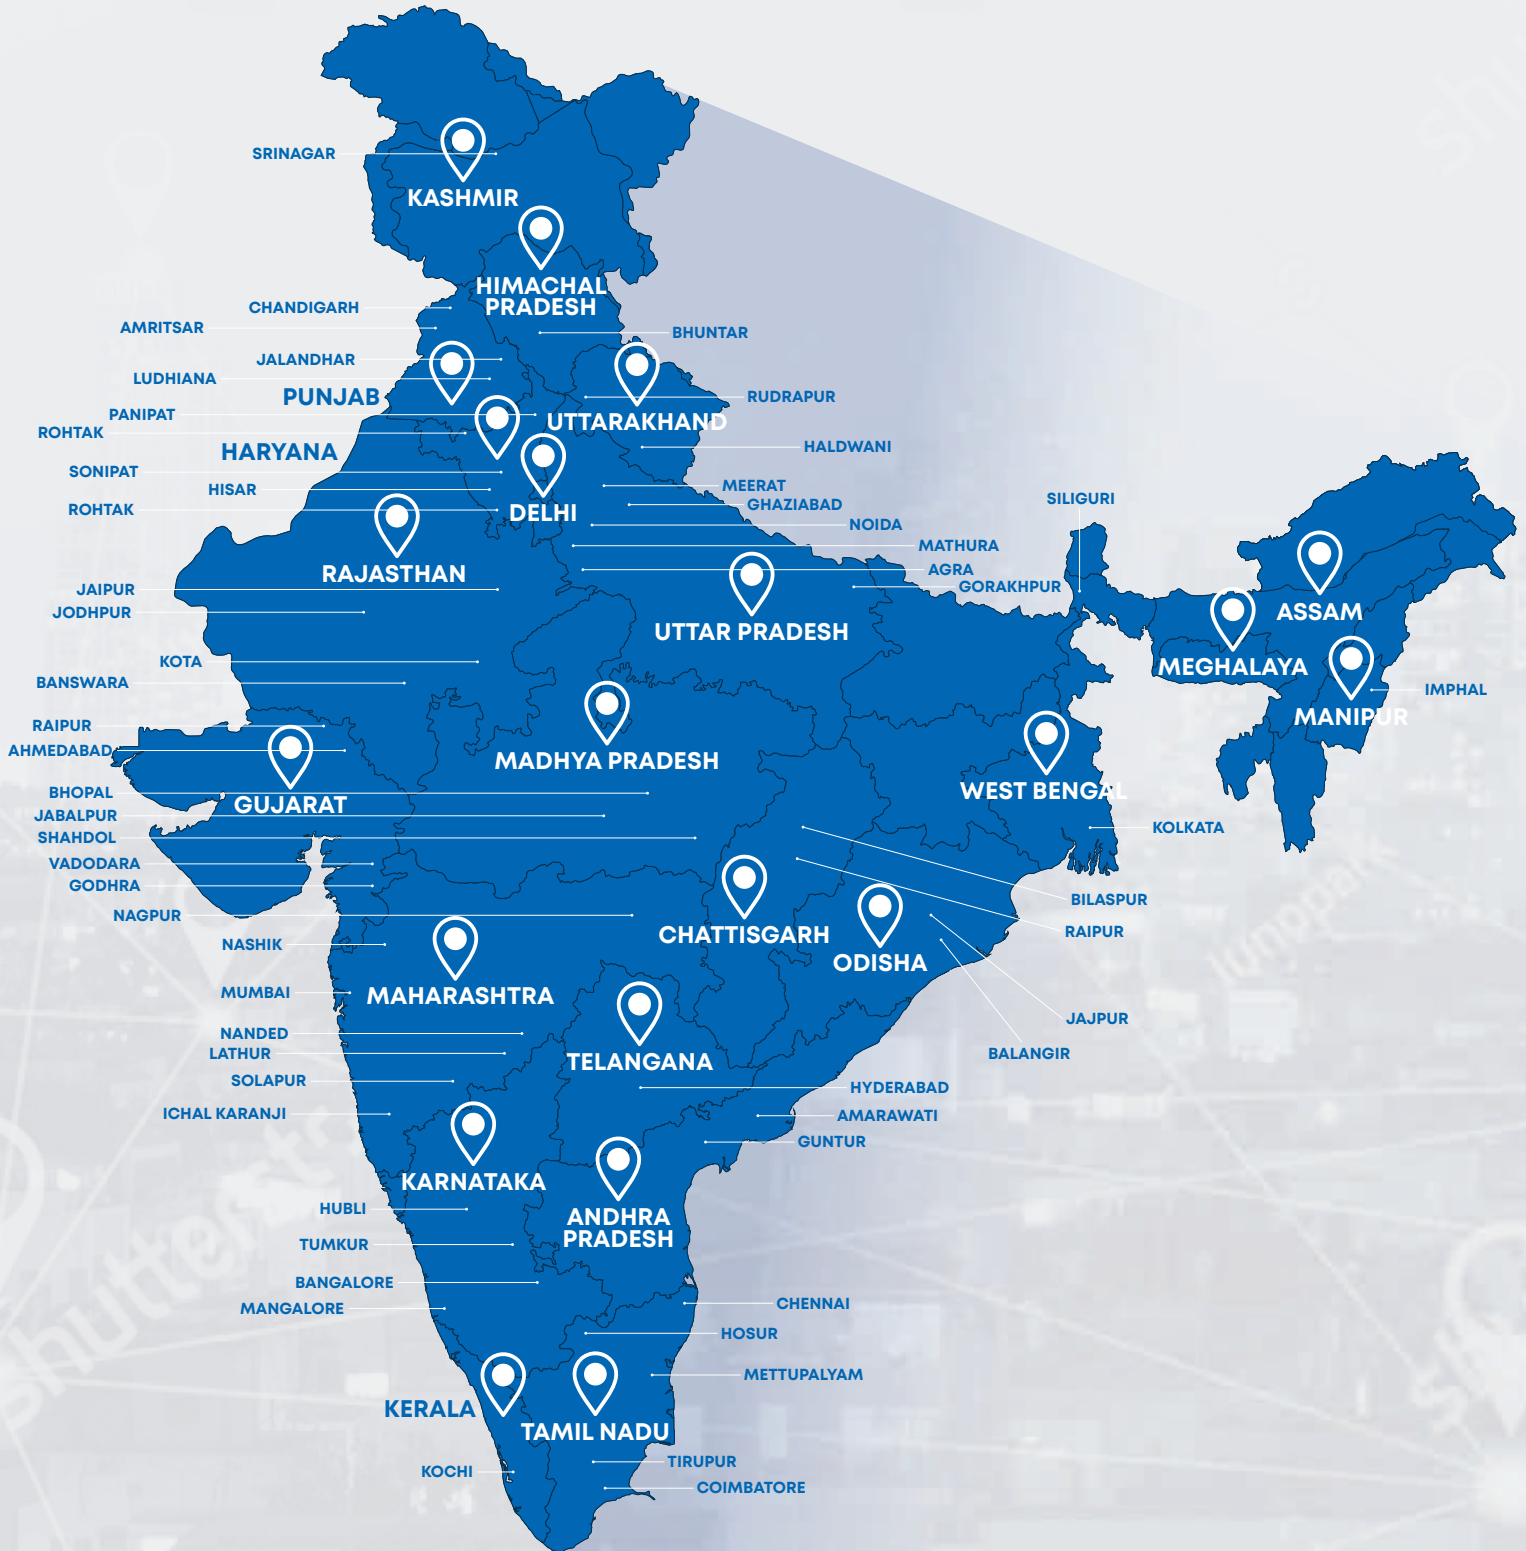 SRINAGAR
KASHMIR
HIMACHAL
PRADESH
CHANDIGARH
AMRITSAR
BHUNTAR
JALANDHAR
LUDHIANA
PUNJAB
RUDRAPUR
PANIPAT
UTTARAKHAND
ROHTAK
HARYANA
HALDWANI
SONIPAT
HISAR
MEERAT
SILIGURI
GHAZIABAD
ROHTAK
DELHI
NOIDA
MATHURA
RAJASTHAN
AGRA
GORAKHPUR
JAIPUR
JODHPUR
ASSAM
UTTAR PRADESH
KOTA
MEGHALAYA
BANSWARA
IMPHAL
MANIPUR
RAIPUR
AHMEDABAD
MADHYA PRADESH
WEST BENGAL
BHOPAL
GUJARAT
JABALPUR
KOLKATA
SHAHDOL
VADODARA
GODHRA
BILASPUR
NAGPUR
RAIPUR
CHATTISGARH
NASHIK
ODISHA
MUMBAI
MAHARASHTRA
JAJPUR
NANDED
LATHUR
BALANGIR
TELANGANA
SOLAPUR
HYDERABAD
ICHAL KARANJI
AMARAWATI
GUNTUR
KARNATAKA
HUBLI
ANDHRA
PRADESH
TUMKUR
BANGALORE
MANGALORE
CHENNAI
HOSUR
METTUPALYAM
KERALA
TAMIL NADU
TIRUPUR
KOCHI
COIMBATORE
shutterst